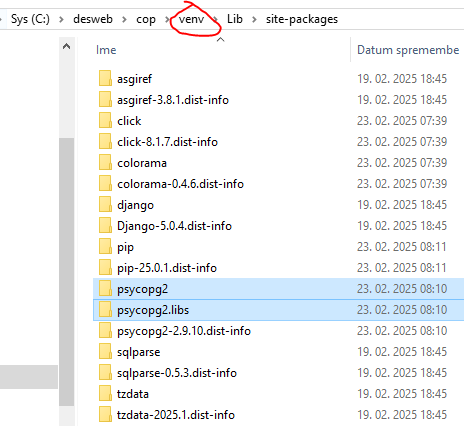 Sys (C:) > desweb > cop > venv > Lib > site-packages
Ime Datum spremembe
asgiref 19. 02. 2025 18:45
asgiref-3.8.1.dist-info 19. 02. 2025 18:45
click 23. 02. 2025 07:39
click-8.1.7.dist-info 23. 02. 2025 07:39
colorama 23. 02. 2025 07:39
colorama-0.4.6.dist-info 23. 02. 2025 07:39
django 19. 02. 2025 18:45
Django-5.0.4.dist-info 19. 02. 2025 18:45
pip 23. 02. 2025 08:11
pip-25.0.1.dist-info 23. 02. 2025 08:11
psycopg2 23. 02. 2025 08:10
psycopg2.libs 23. 02. 2025 08:10
psycopg2-2.9.10.dist-info 23. 02. 2025 08:10
sqlparse 19. 02. 2025 18:45
sqlparse-0.5.3.dist-info 19. 02. 2025 18:45
tzdata 19. 02. 2025 18:45
tzdata-2025.1.dist-info 19. 02. 2025 18:45